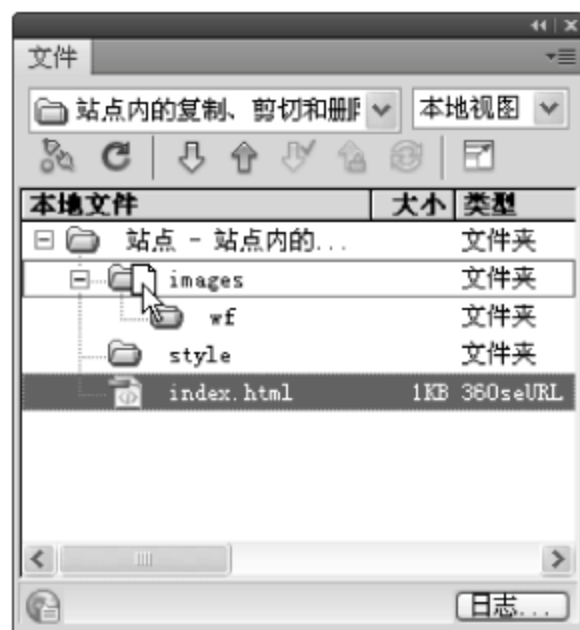 文件
站点内的复制、剪切和删除 本地视图
本地文件 大小 类型
站点 - 站点内的... 文件夹
images 文件夹
wf 文件夹
style 文件夹
index.html 1KB 360seURL
日志...